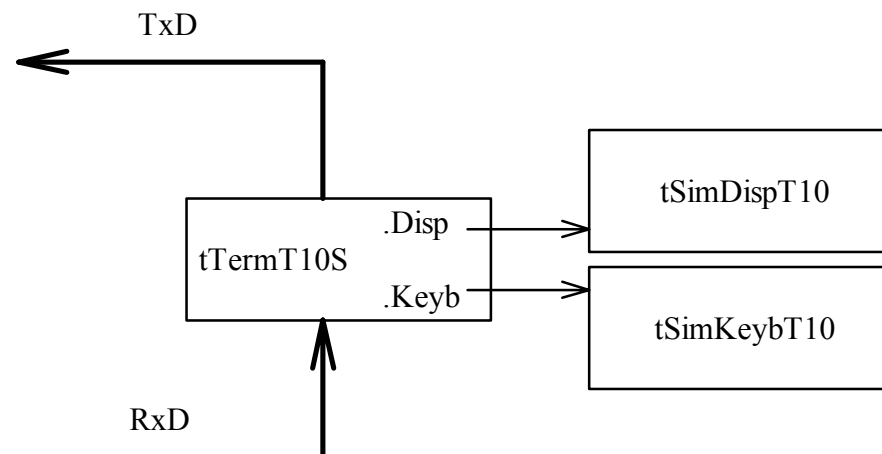 TxD
tSimDispT10
.Disp
tTermT10S
.Keyb
tSimKeybT10
RxD